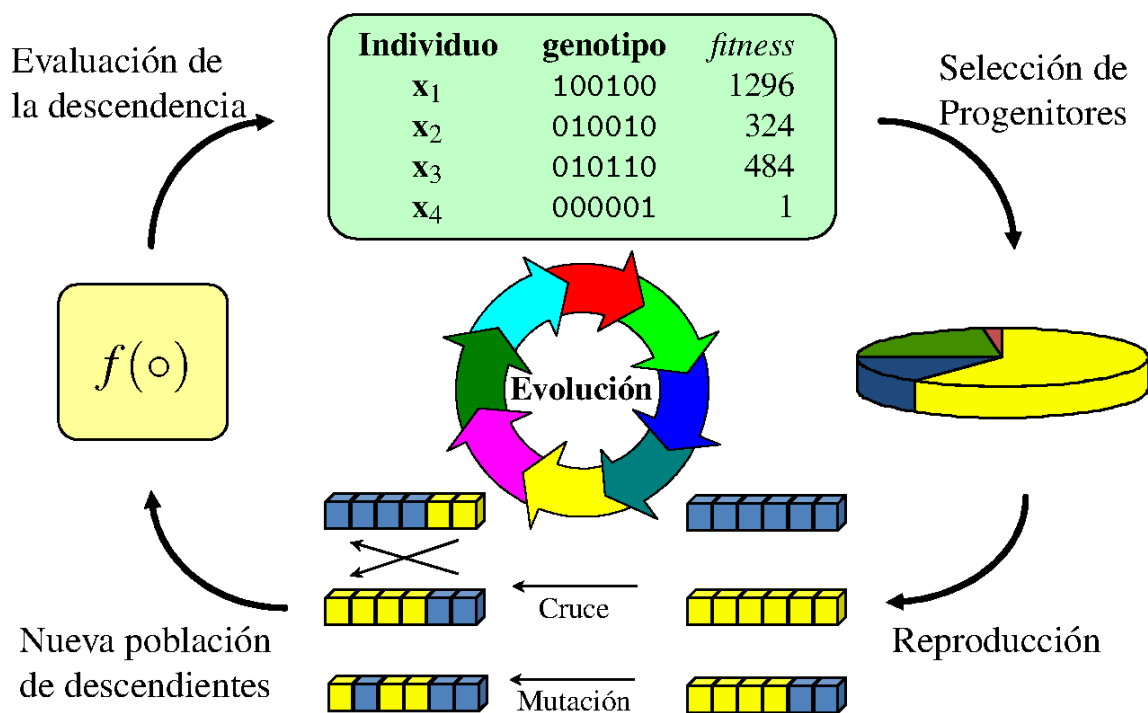 Evaluación de
la descendencia
Individuo genotipo fitness
x1 100100 1296
x2 010010 324
x3 010110 484
x4 000001 1
Selección de
Progenitores
f(∘)
Evolución
Cruce
Mutación
Nueva población
de descendientes
Reproducción